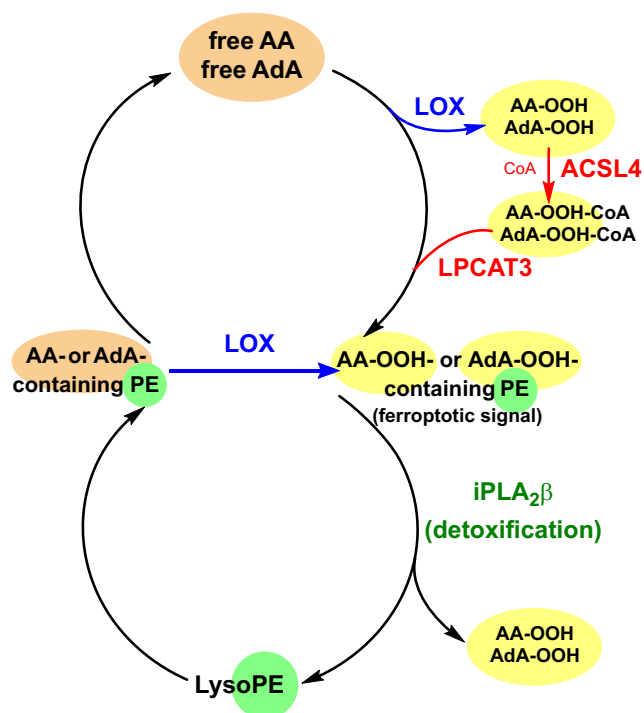 free AA
free AdA
LOX
AA-OOH
AdA-OOH
CoA
ACSL4
AA-OOH-CoA
AdA-OOH-CoA
LPCAT3
LOX
AA- or AdA-
containing PE
AA-OOH- or AdA-OOH-
containing PE
(ferroptotic signal)
iPLA₂β
(detoxification)
AA-OOH
AdA-OOH
LysoPE